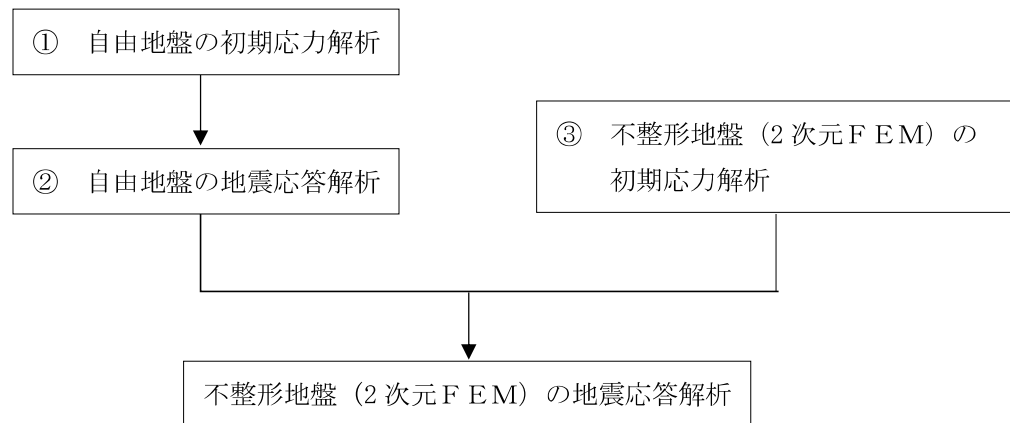 ① 自由地盤の初期応力解析
② 自由地盤の地震応答解析
③ 不整形地盤（2次元ＦＥＭ）の
初期応力解析
不整形地盤（2次元ＦＥＭ）の地震応答解析